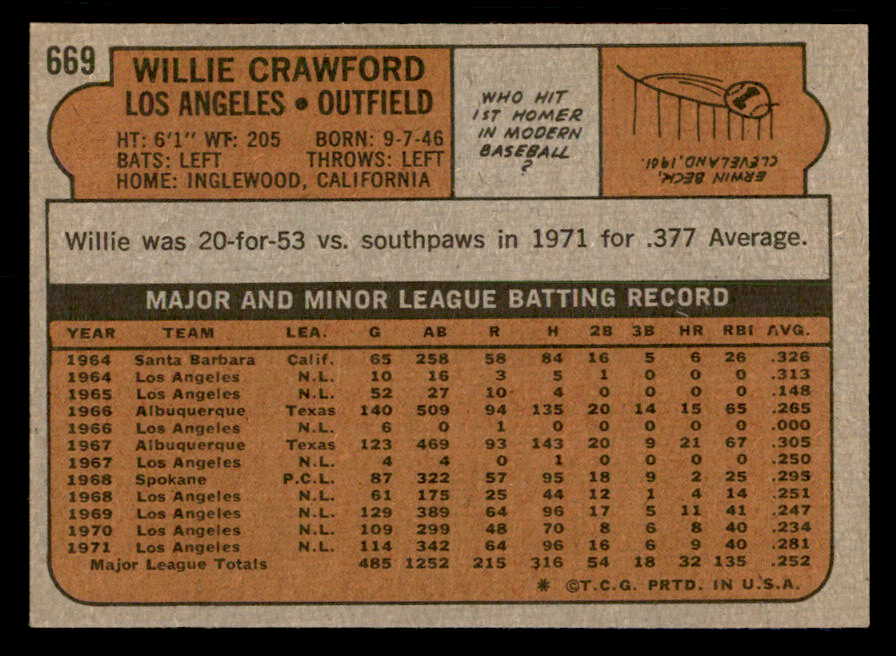 669
WILLIE CRAWFORD
LOS ANGELES • OUTFIELD
HT: 6'1" WT: 205 BORN: 9-7-46
BATS: LEFT THROWS: LEFT
HOME: INGLEWOOD, CALIFORNIA
WHO HIT
1ST HOMER
IN MODERN
BASEBALL
?
ERWIN BECK,
CLEVELAND, 1901.
1
Willie was 20-for-53 vs. southpaws in 1971 for .377 Average.
MAJOR AND MINOR LEAGUE BATTING RECORD
YEAR TEAM LEA. G AB R H 2B 3B HR RBI AVG.
1964 Santa Barbara Calif. 65 258 58 84 16 5 6 26 .326
1964 Los Angeles N.L. 10 16 3 5 1 0 0 0 .313
1965 Los Angeles N.L. 52 27 10 4 0 0 0 0 .148
1966 Albuquerque Texas 140 509 94 135 20 14 15 65 .265
1966 Los Angeles N.L. 6 0 1 0 0 0 0 0 .000
1967 Albuquerque Texas 123 469 93 143 20 9 21 67 .305
1967 Los Angeles N.L. 4 4 0 1 0 0 0 0 .250
1968 Spokane P.C.L. 87 322 57 95 18 9 2 25 .295
1968 Los Angeles N.L. 61 175 25 44 12 1 4 14 .251
1969 Los Angeles N.L. 129 389 64 96 17 5 11 41 .247
1970 Los Angeles N.L. 109 299 48 70 8 6 8 40 .234
1971 Los Angeles N.L. 114 342 64 96 16 6 9 40 .281
Major League Totals 485 1252 215 316 54 18 32 135 .252
* ©T.C.G. PRTD. IN U.S.A.